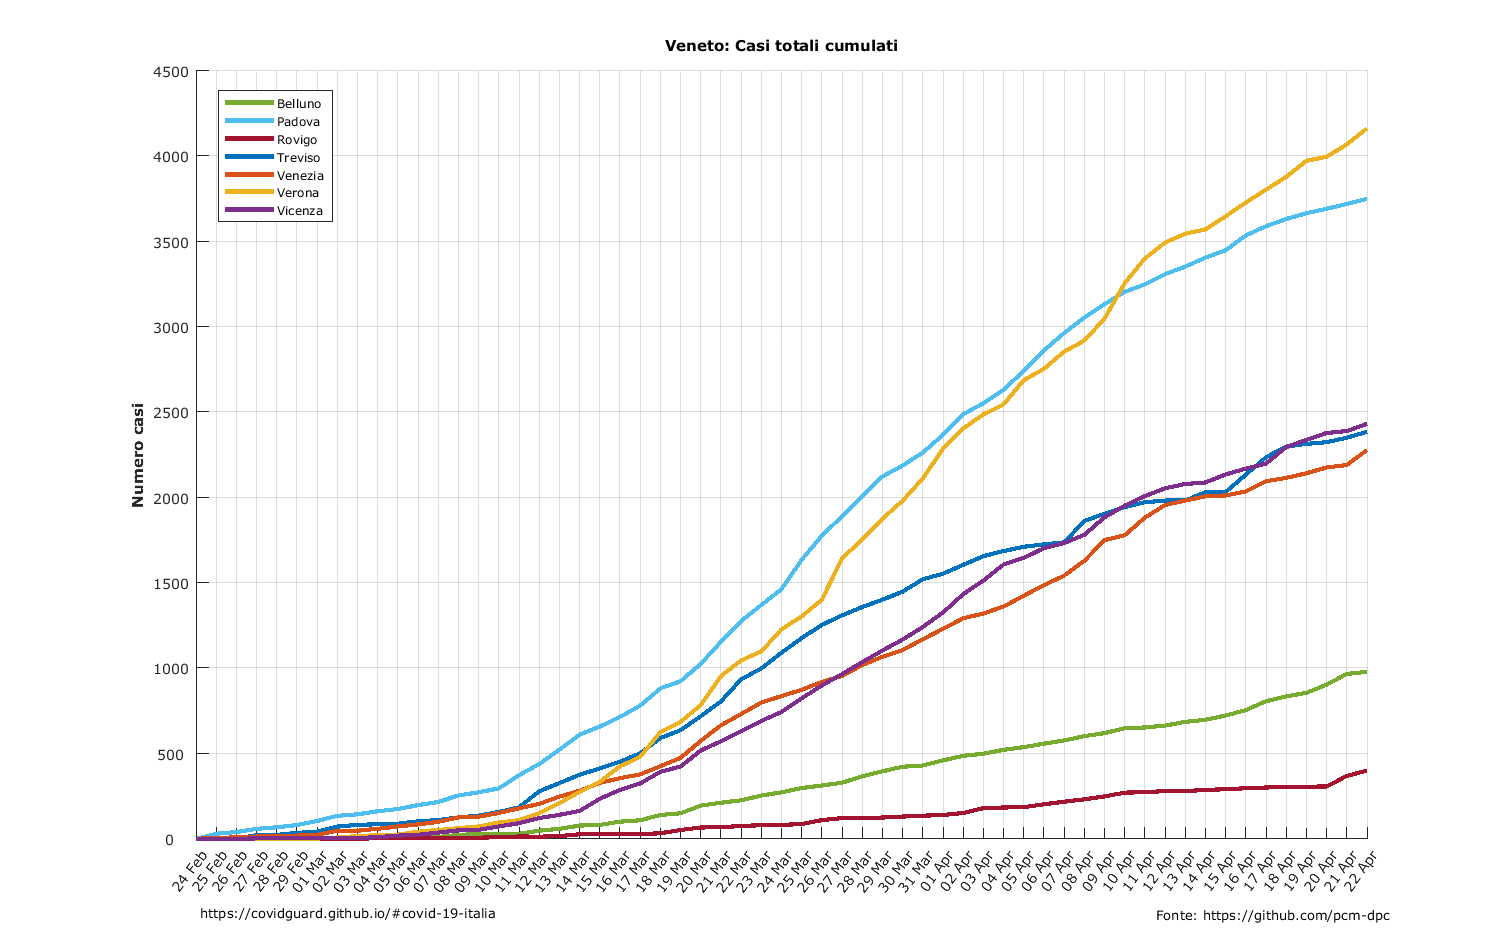 Veneto: Casi totali cumulati
Numero casi
4500
4000
3500
3000
2500
2000
1500
1000
500
0
Belluno
Padova
Rovigo
Treviso
Venezia
Verona
Vicenza
24 Feb
25 Feb
26 Feb
27 Feb
28 Feb
29 Feb
01 Mar
02 Mar
03 Mar
04 Mar
05 Mar
06 Mar
07 Mar
08 Mar
09 Mar
10 Mar
11 Mar
12 Mar
13 Mar
14 Mar
15 Mar
16 Mar
17 Mar
18 Mar
19 Mar
20 Mar
21 Mar
22 Mar
23 Mar
24 Mar
25 Mar
26 Mar
27 Mar
28 Mar
29 Mar
30 Mar
31 Mar
01 Apr
02 Apr
03 Apr
04 Apr
05 Apr
06 Apr
07 Apr
08 Apr
09 Apr
10 Apr
11 Apr
12 Apr
13 Apr
14 Apr
15 Apr
16 Apr
17 Apr
18 Apr
19 Apr
20 Apr
21 Apr
22 Apr
https://covidguard.github.io/#covid-19-italia
Fonte: https://github.com/pcm-dpc